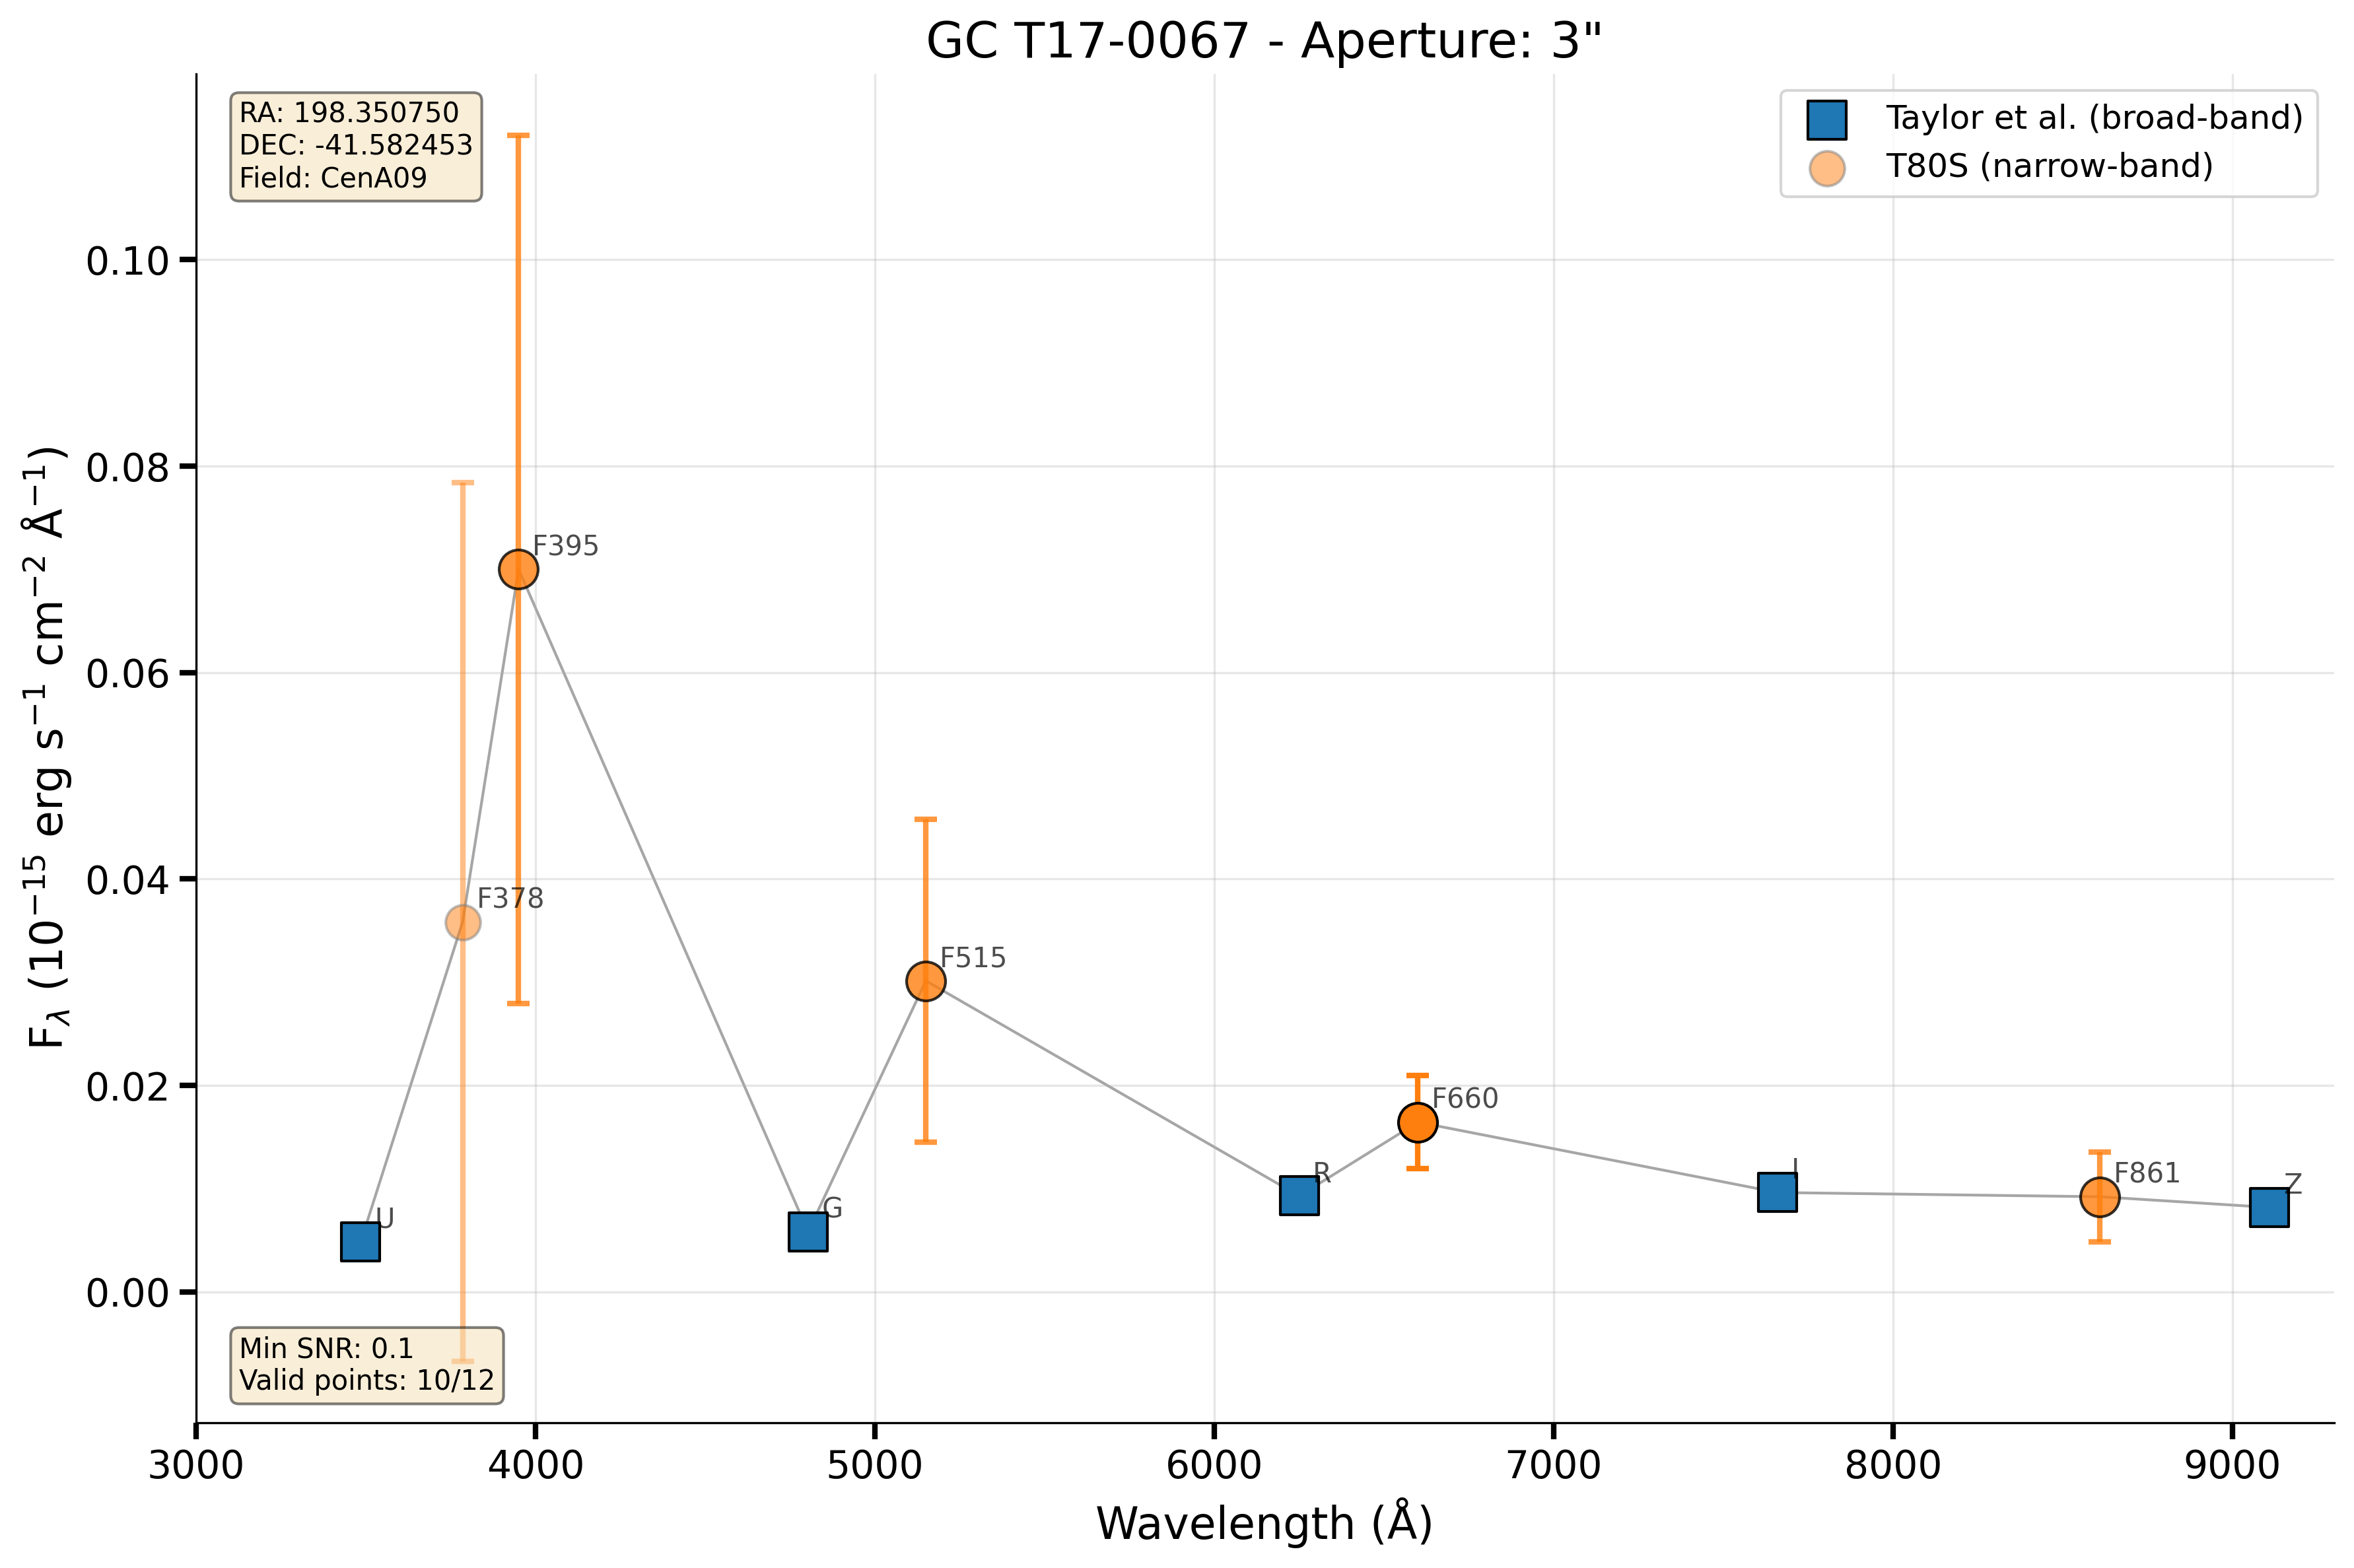 GC T17-0067 - Aperture: 3"
RA: 198.350750
DEC: -41.582453
Field: CenA09
Taylor et al. (broad-band)
T80S (narrow-band)
F_λ (10⁻¹⁵ erg s⁻¹ cm⁻² Å⁻¹)
0.10
0.08
0.06
0.04
0.02
0.00
U
F378
F395
G
F515
R
F660
I
F861
Z
Min SNR: 0.1
Valid points: 10/12
3000 4000 5000 6000 7000 8000 9000
Wavelength (Å)